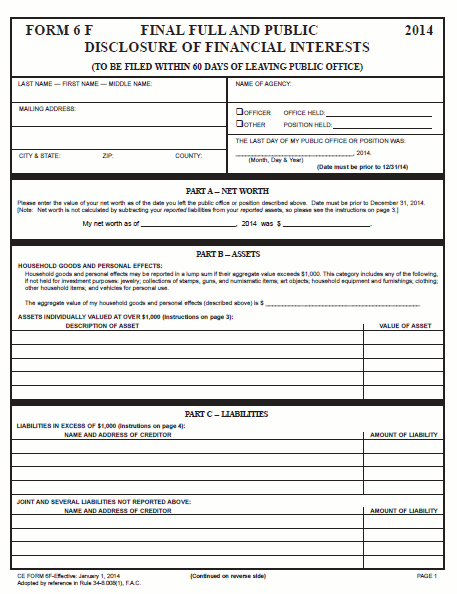 FORM 6 F FINAL FULL AND PUBLIC 2014
DISCLOSURE OF FINANCIAL INTERESTS
(TO BE FILED WITHIN 60 DAYS OF LEAVING PUBLIC OFFICE)
LAST NAME — FIRST NAME — MIDDLE NAME:
NAME OF AGENCY:
MAILING ADDRESS:
OFFICER OFFICE HELD:
OTHER POSITION HELD:
THE LAST DAY OF MY PUBLIC OFFICE OR POSITION WAS:
, 2014.
(Month, Day & Year)
(Date must be prior to 12/31/14)
CITY & STATE: ZIP: COUNTY:
PART A – NET WORTH
Please enter the value of your net worth as of the date you left the public office or position described above. Date must be prior to December 31, 2014.
[Note: Net worth is not calculated by subtracting your reported liabilities from your reported assets, so please see the instructions on page 3.]
My net worth as of , 2014 was $ .
PART B – ASSETS
HOUSEHOLD GOODS AND PERSONAL EFFECTS:
Household goods and personal effects may be reported in a lump sum if their aggregate value exceeds $1,000. This category includes any of the following,
if not held for investment purposes: jewelry; collections of stamps, guns, and numismatic items; art objects; household equipment and furnishings; clothing;
other household items; and vehicles for personal use.
The aggregate value of my household goods and personal effects (described above) is $
ASSETS INDIVIDUALLY VALUED AT OVER $1,000 (Instructions on page 3):
DESCRIPTION OF ASSET VALUE OF ASSET
PART C – LIABILITIES
LIABILITIES IN EXCESS OF $1,000 (Instrutions on page 4):
NAME AND ADDRESS OF CREDITOR AMOUNT OF LIABILITY
JOINT AND SEVERAL LIABILITIES NOT REPORTED ABOVE:
NAME AND ADDRESS OF CREDITOR AMOUNT OF LIABILITY
CE FORM 6F-Effective: January 1, 2014 (Continued on reverse side) PAGE 1
Adopted by reference in Rule 34-8.008(1), F.A.C.